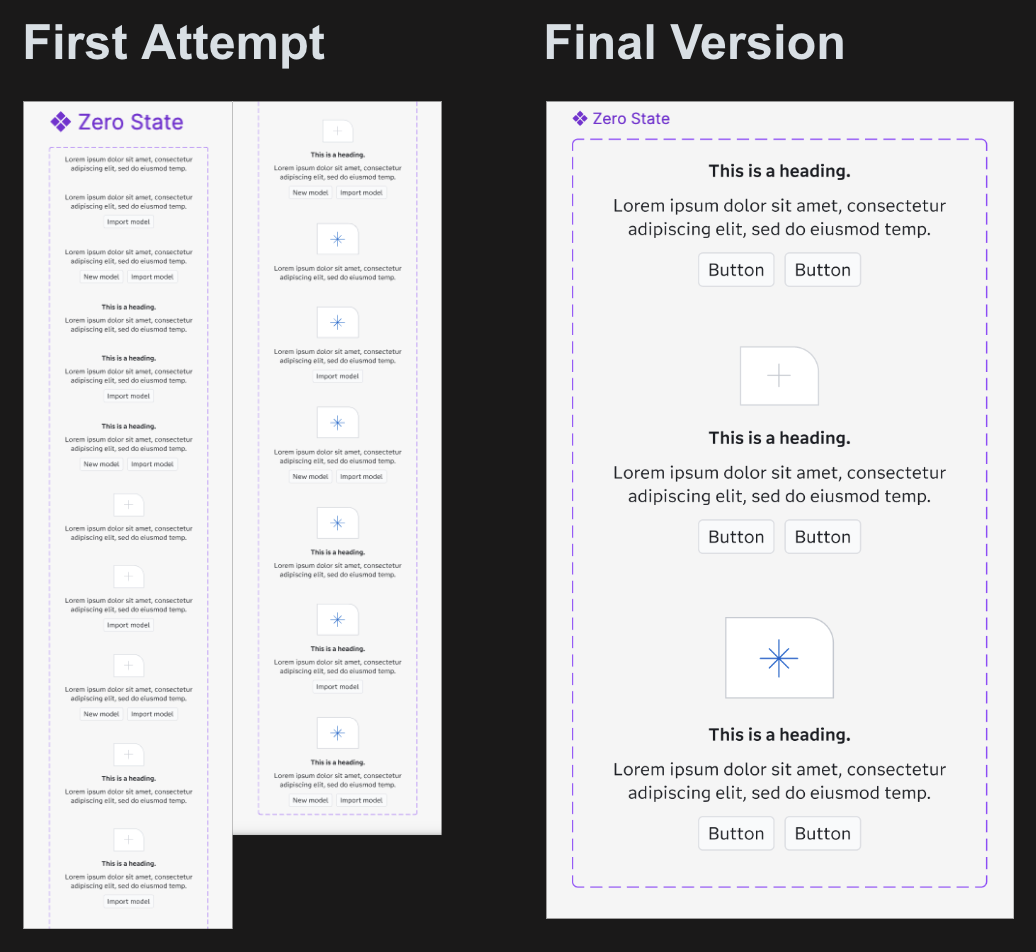 First Attempt
Zero State
Lorem ipsum dolor sit amet, consectetur
adipiscing elit, sed do eiusmod temp.
Lorem ipsum dolor sit amet, consectetur
adipiscing elit, sed do eiusmod temp.
Import model
Lorem ipsum dolor sit amet, consectetur
adipiscing elit, sed do eiusmod temp.
New model Import model
This is a heading.
Lorem ipsum dolor sit amet, consectetur
adipiscing elit, sed do eiusmod temp.
This is a heading.
Lorem ipsum dolor sit amet, consectetur
adipiscing elit, sed do eiusmod temp.
Import model
This is a heading.
Lorem ipsum dolor sit amet, consectetur
adipiscing elit, sed do eiusmod temp.
New model Import model
Lorem ipsum dolor sit amet, consectetur
adipiscing elit, sed do eiusmod temp.
Lorem ipsum dolor sit amet, consectetur
adipiscing elit, sed do eiusmod temp.
Import model
Lorem ipsum dolor sit amet, consectetur
adipiscing elit, sed do eiusmod temp.
New model Import model
This is a heading.
Lorem ipsum dolor sit amet, consectetur
adipiscing elit, sed do eiusmod temp.
This is a heading.
Lorem ipsum dolor sit amet, consectetur
adipiscing elit, sed do eiusmod temp.
Import model
This is a heading.
Lorem ipsum dolor sit amet, consectetur
adipiscing elit, sed do eiusmod temp.
New model Import model
Lorem ipsum dolor sit amet, consectetur
adipiscing elit, sed do eiusmod temp.
Lorem ipsum dolor sit amet, consectetur
adipiscing elit, sed do eiusmod temp.
Import model
Lorem ipsum dolor sit amet, consectetur
adipiscing elit, sed do eiusmod temp.
New model Import model
This is a heading.
Lorem ipsum dolor sit amet, consectetur
adipiscing elit, sed do eiusmod temp.
This is a heading.
Lorem ipsum dolor sit amet, consectetur
adipiscing elit, sed do eiusmod temp.
Import model
This is a heading.
Lorem ipsum dolor sit amet, consectetur
adipiscing elit, sed do eiusmod temp.
New model Import model
Final Version
Zero State
This is a heading.
Lorem ipsum dolor sit amet, consectetur
adipiscing elit, sed do eiusmod temp.
Button Button
This is a heading.
Lorem ipsum dolor sit amet, consectetur
adipiscing elit, sed do eiusmod temp.
Button Button
This is a heading.
Lorem ipsum dolor sit amet, consectetur
adipiscing elit, sed do eiusmod temp.
Button Button